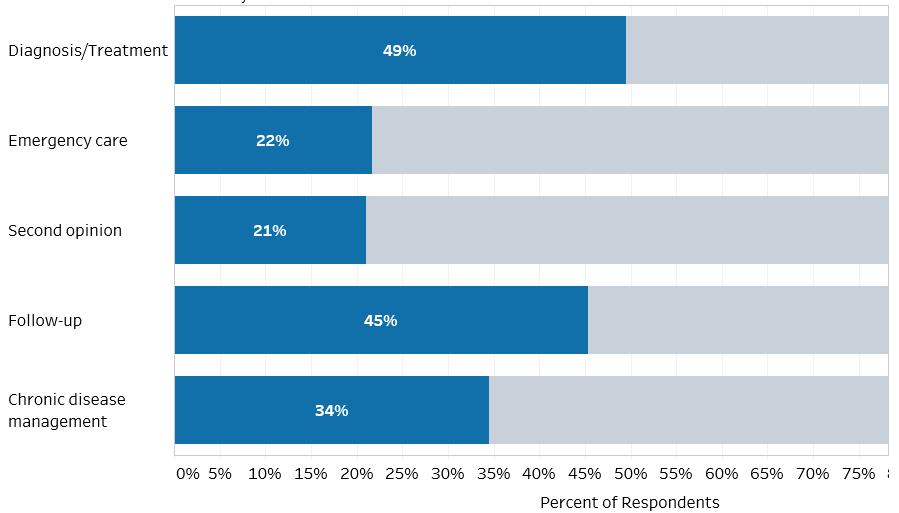 Diagnosis/Treatment 49%
Emergency care 22%
Second opinion 21%
Follow-up 45%
Chronic disease
management 34%
0% 5% 10% 15% 20% 25% 30% 35% 40% 45% 50% 55% 60% 65% 70% 75%
Percent of Respondents